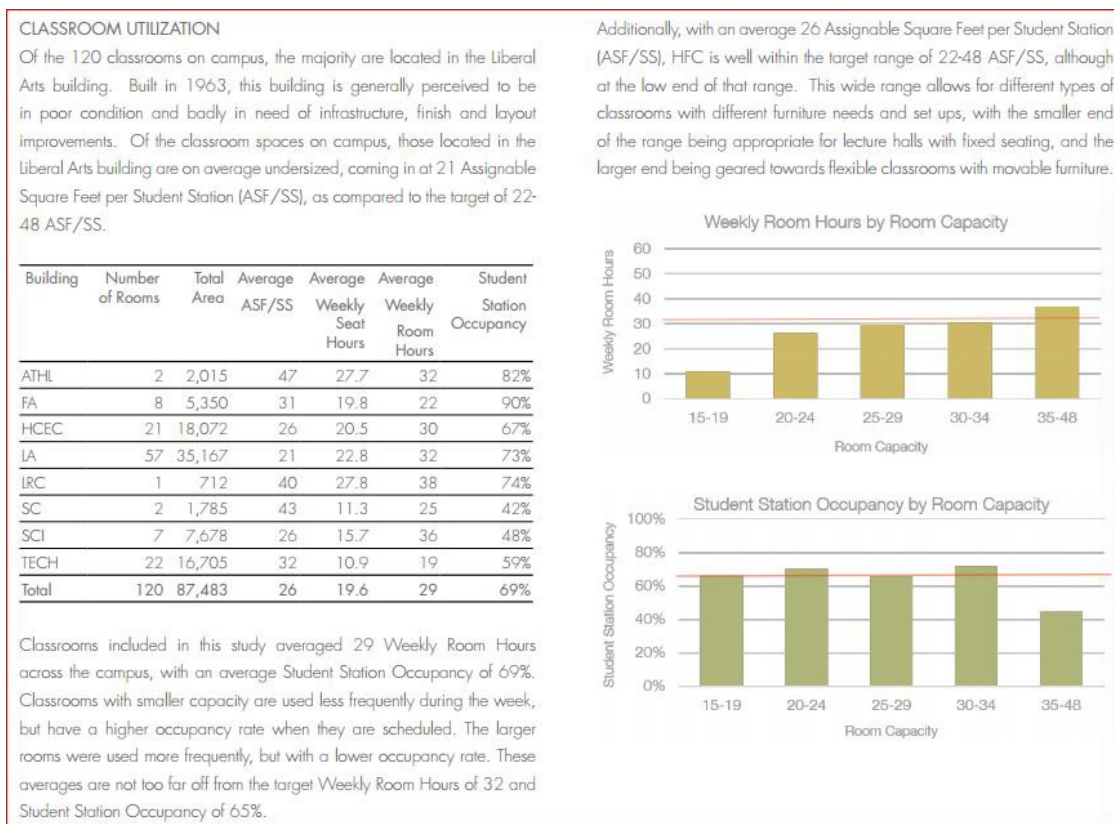 CLASSROOM UTILIZATION
Of the 120 classrooms on campus, the majority are located in the Liberal
Arts building. Built in 1963, this building is generally perceived to be
in poor condition and badly in need of infrastructure, finish and layout
improvements. Of the classroom spaces on campus, those located in the
Liberal Arts building are on average undersized, coming in at 21 Assignable
Square Feet per Student Station (ASF/SS), as compared to the target of 22-
48 ASF/SS.
Building Number of Rooms Total Area Average ASF/SS Average Weekly Seat Hours Average Weekly Room Hours Student Station Occupancy
ATHL 2 2,015 47 27.7 32 82%
FA 8 5,350 31 19.8 22 90%
HCEC 21 18,072 26 20.5 30 67%
LA 57 35,167 21 22.8 32 73%
LRC 1 712 40 27.8 38 74%
SC 2 1,785 43 11.3 25 42%
SCI 7 7,678 26 15.7 36 48%
TECH 22 16,705 32 10.9 19 59%
Total 120 87,483 26 19.6 29 69%
Classrooms included in this study averaged 29 Weekly Room Hours
across the campus, with an average Student Station Occupancy of 69%.
Classrooms with smaller capacity are used less frequently during the week,
but have a higher occupancy rate when they are scheduled. The larger
rooms were used more frequently, but with a lower occupancy rate. These
averages are not too far off from the target Weekly Room Hours of 32 and
Student Station Occupancy of 65%.
Additionally, with an average 26 Assignable Square Feet per Student Station
(ASF/SS), HFC is well within the target range of 22-48 ASF/SS, although
at the low end of that range. This wide range allows for different types of
classrooms with different furniture needs and set ups, with the smaller end
of the range being appropriate for lecture halls with fixed seating, and the
larger end being geared towards flexible classrooms with movable furniture.
Weekly Room Hours by Room Capacity
Weekly Room Hours
60
50
40
30
20
10
0
15-19 20-24 25-29 30-34 35-48
Room Capacity
Student Station Occupancy by Room Capacity
Student Station Occupancy
100%
80%
60%
40%
20%
0%
15-19 20-24 25-29 30-34 35-48
Room Capacity